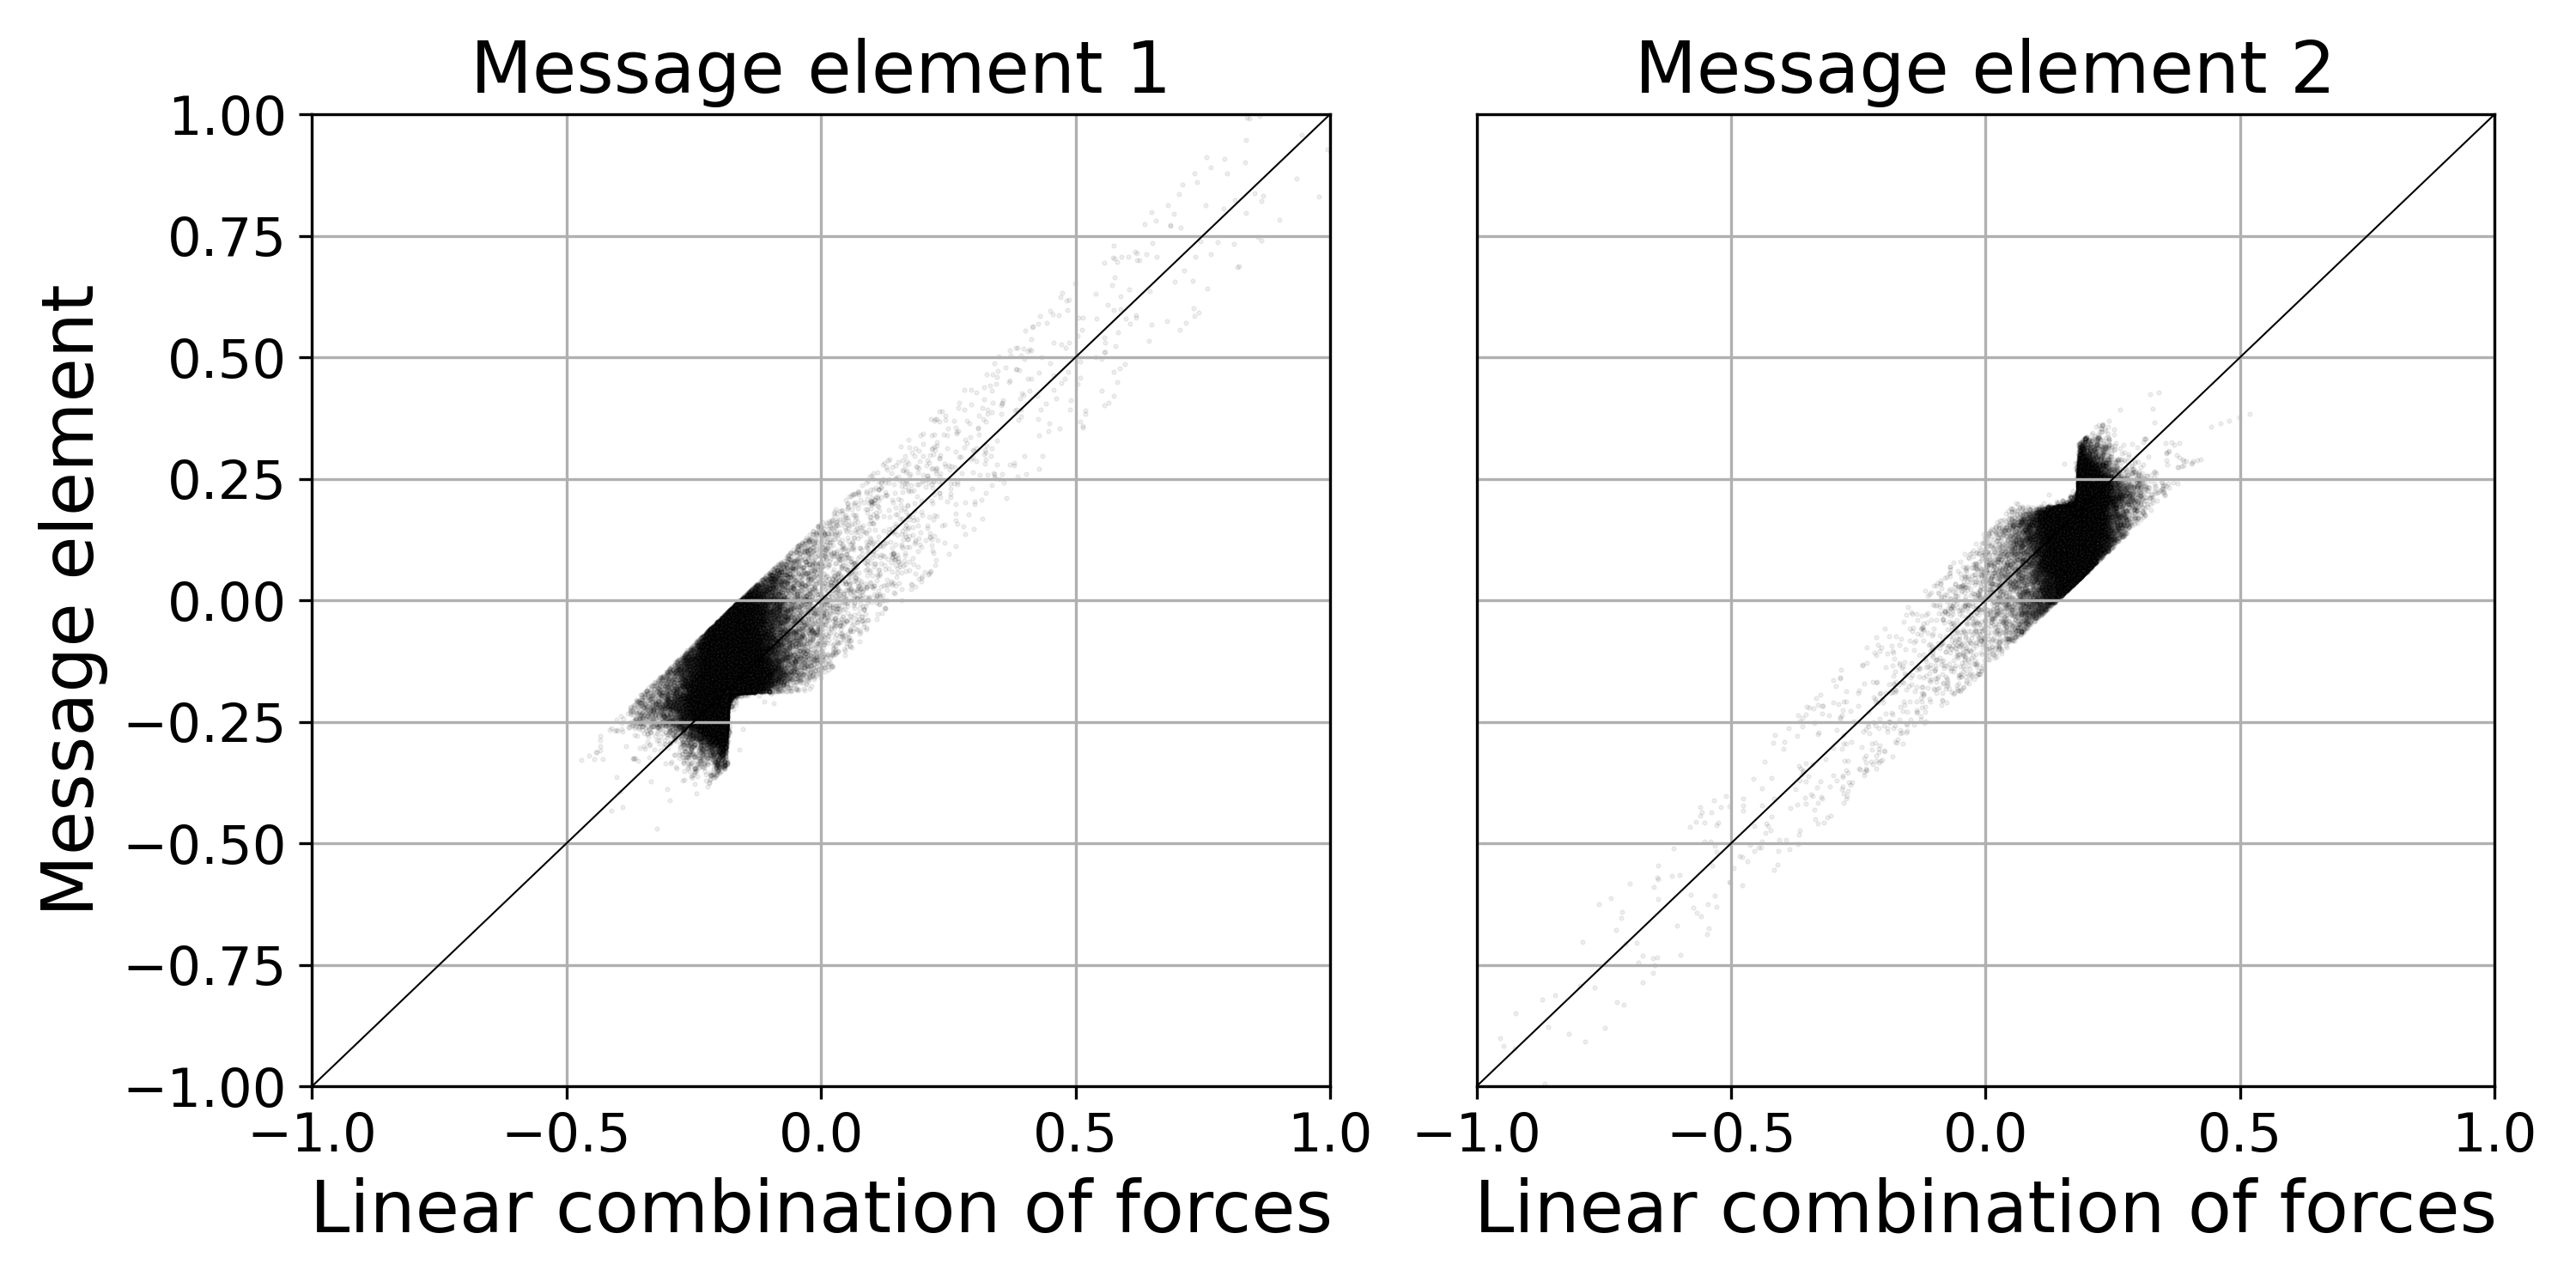 Message element 1
Message element 2
Message element
1.00
0.75
0.50
0.25
0.00
−0.25
−0.50
−0.75
−1.00
−1.0 −0.5 0.0 0.5 1.0
−1.0 −0.5 0.0 0.5 1.0
Linear combination of forces
Linear combination of forces